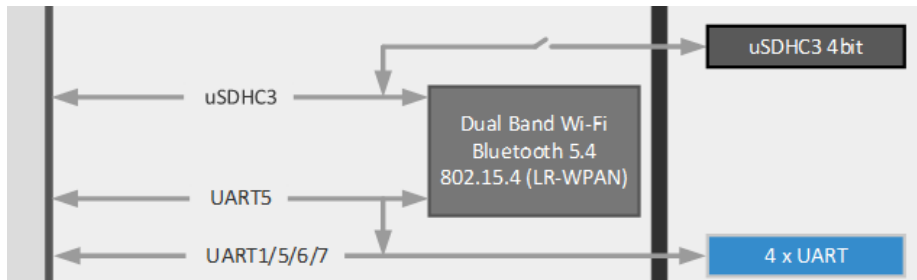 uSDHC3 4bit
uSDHC3
Dual Band Wi-Fi
Bluetooth 5.4
802.15.4 (LR-WPAN)
UART5
UART1/5/6/7
4 x UART